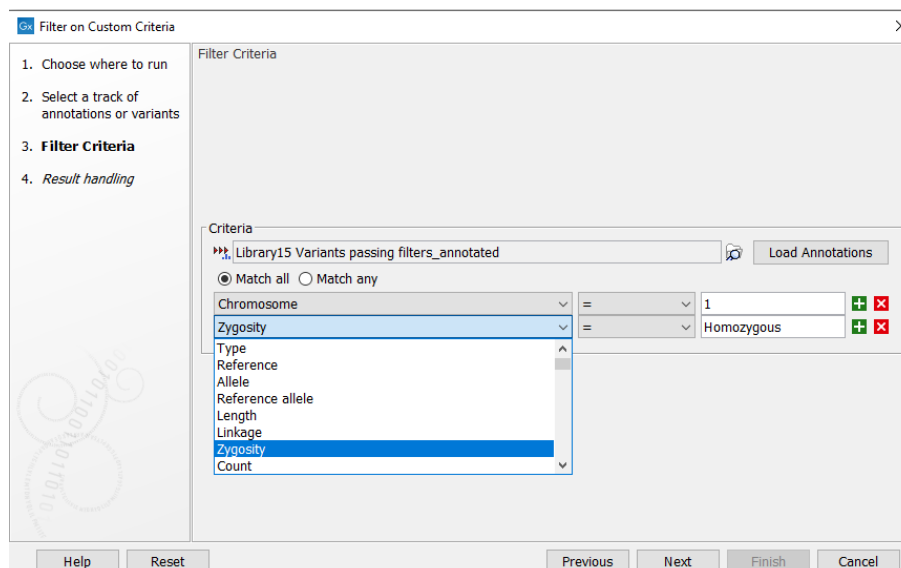 Gx Filter on Custom Criteria
1. Choose where to run
2. Select a track of
annotations or variants
3. Filter Criteria
4. Result handling
Filter Criteria
Criteria
Library15 Variants passing filters_annotated
Load Annotations
Match all Match any
Chromosome = 1
Zygosity = Homozygous
Type
Reference
Allele
Reference allele
Length
Linkage
Zygosity
Count
Help Reset Previous Next Finish Cancel